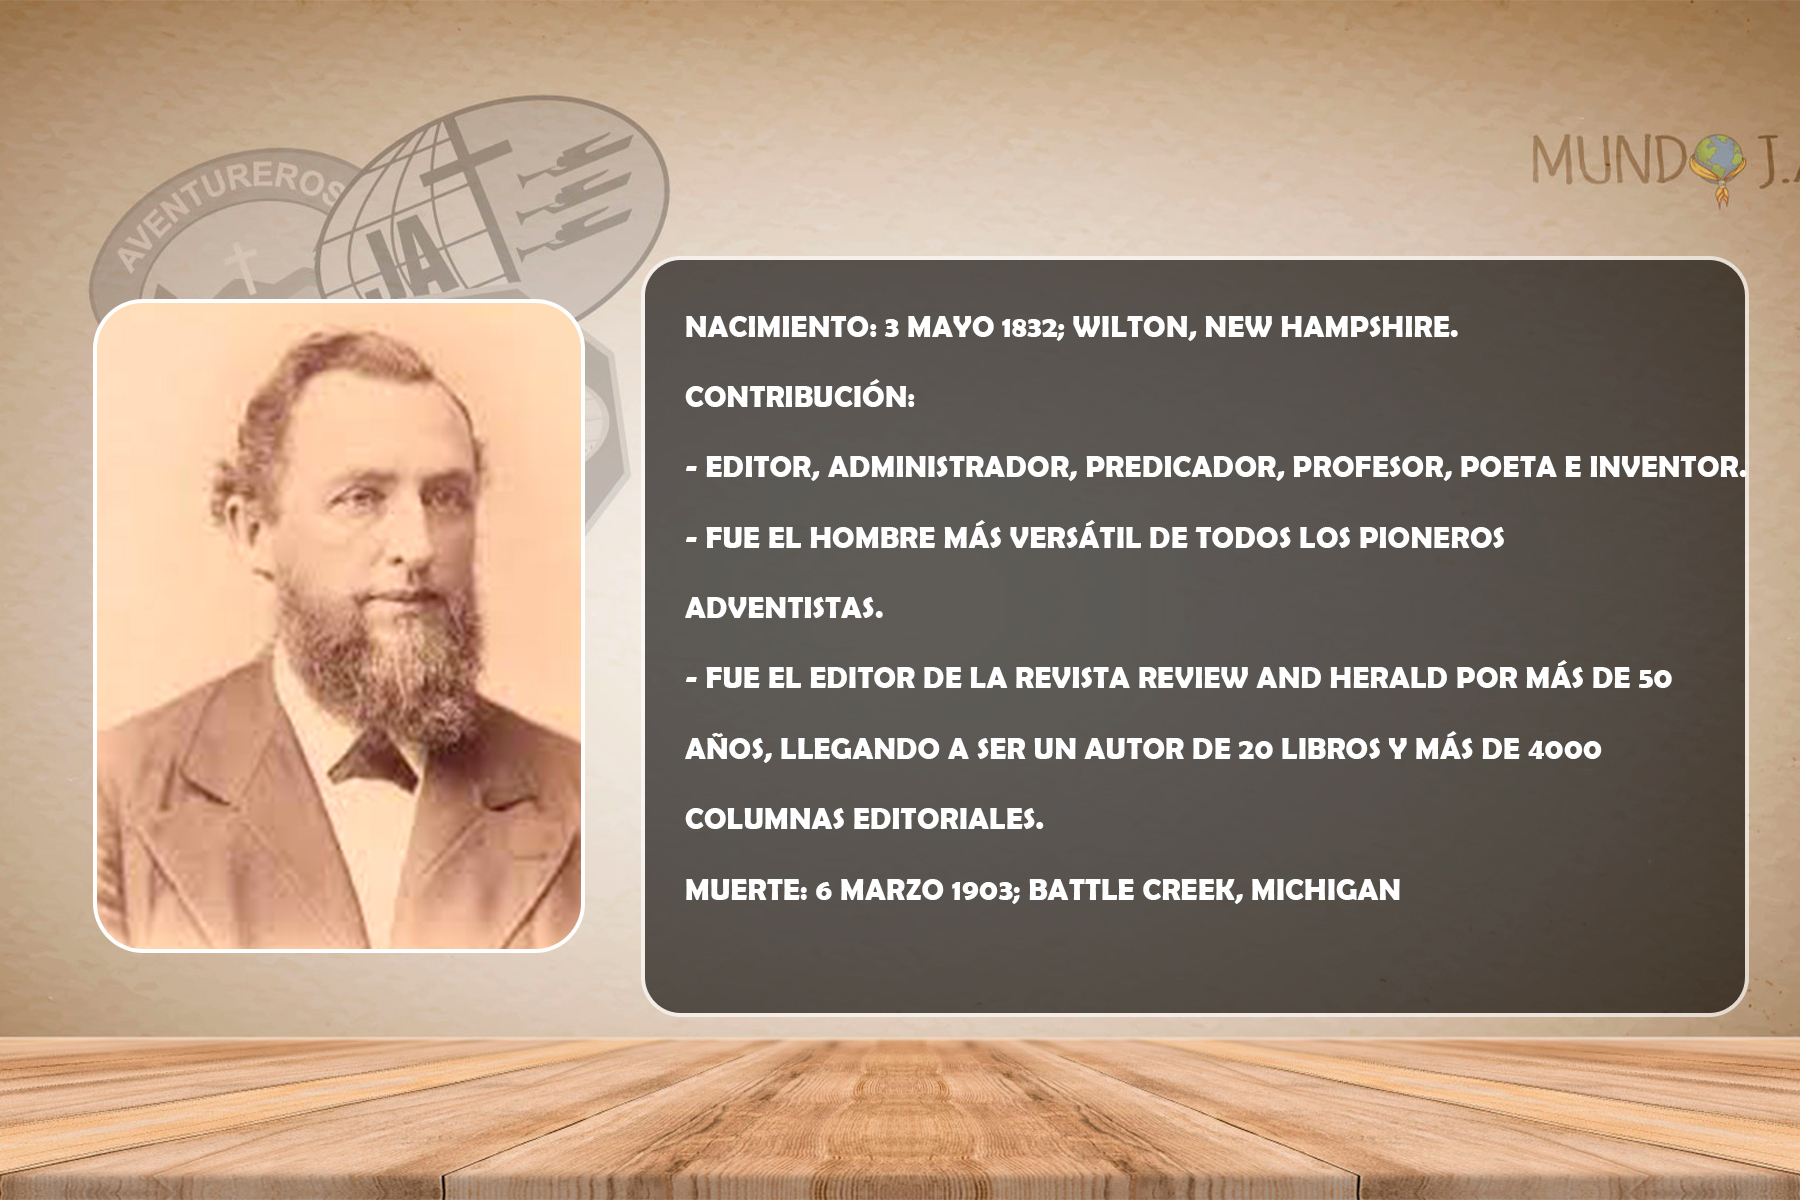 AVENTUREROS
JA
MUNDO J.A
NACIMIENTO: 3 MAYO 1832; WILTON, NEW HAMPSHIRE.
CONTRIBUCIÓN:
- EDITOR, ADMINISTRADOR, PREDICADOR, PROFESOR, POETA E INVENTOR.
- FUE EL HOMBRE MÁS VERSÁTIL DE TODOS LOS PIONEROS
ADVENTISTAS.
- FUE EL EDITOR DE LA REVISTA REVIEW AND HERALD POR MÁS DE 50
AÑOS, LLEGANDO A SER UN AUTOR DE 20 LIBROS Y MÁS DE 4000
COLUMNAS EDITORIALES.
MUERTE: 6 MARZO 1903; BATTLE CREEK, MICHIGAN